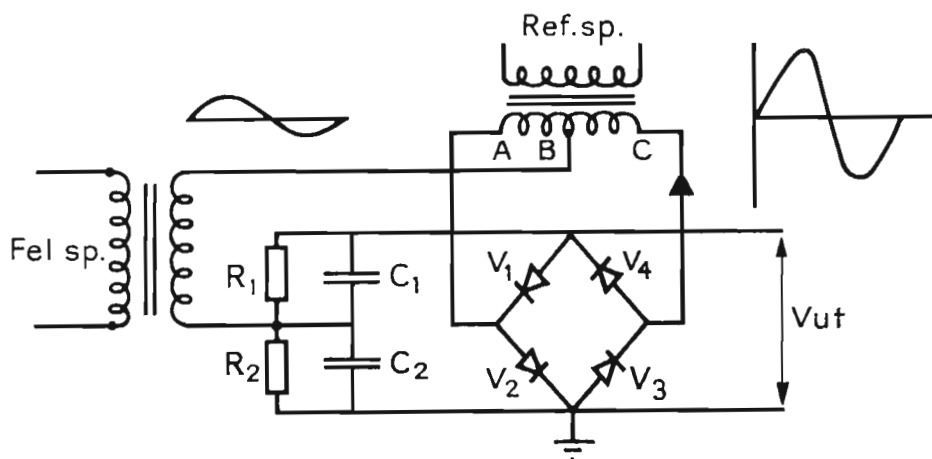 Ref.sp.
A B C
Fel sp.
R1
C1
V1
V4
Vut
R2
C2
V2
V3